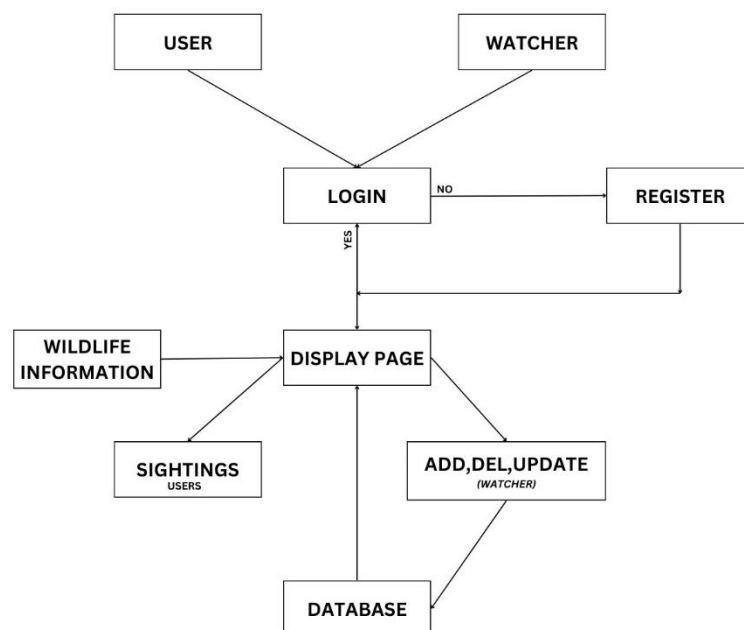 USER
WATCHER
LOGIN
NO
REGISTER
YES
WILDLIFE
INFORMATION
DISPLAY PAGE
SIGHTINGS
USERS
ADD,DEL,UPDATE
(WATCHER)
DATABASE